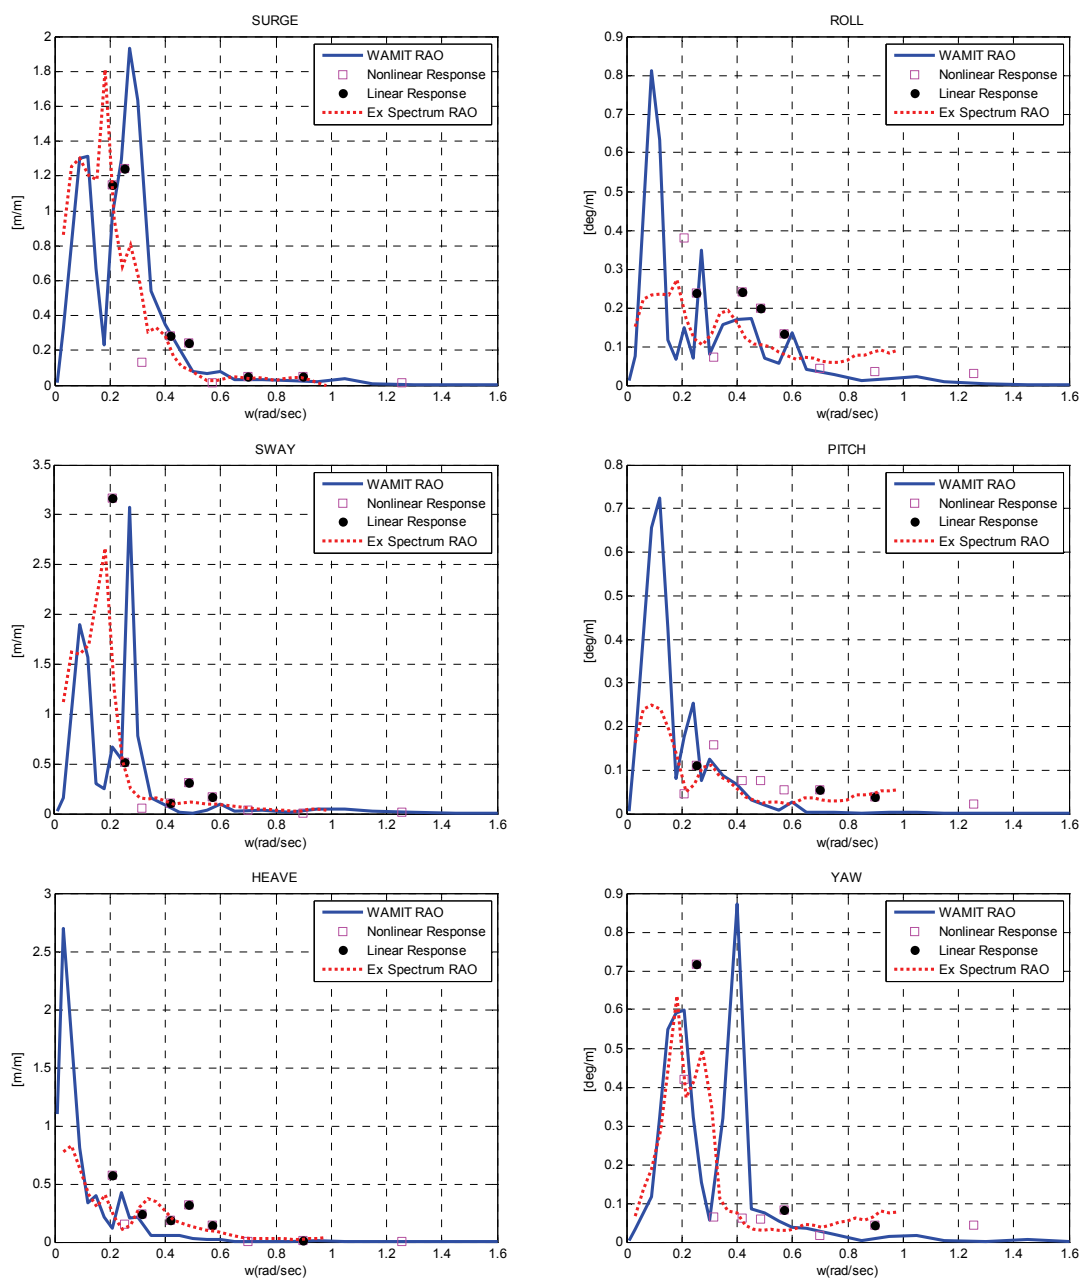 SURGE
2
1.8
1.6
1.4
1.2
1
0.8
0.6
0.4
0.2
0
[m/m]
0 0.2 0.4 0.6 0.8 1 1.2 1.4 1.6
w(rad/sec)
WAMIT RAO
Nonlinear Response
Linear Response
Ex Spectrum RAO
ROLL
0.9
0.8
0.7
0.6
0.5
0.4
0.3
0.2
0.1
0
[deg/m]
0 0.2 0.4 0.6 0.8 1 1.2 1.4 1.6
w(rad/sec)
WAMIT RAO
Nonlinear Response
Linear Response
Ex Spectrum RAO
SWAY
3.5
3
2.5
2
1.5
1
0.5
0
[m/m]
0 0.2 0.4 0.6 0.8 1 1.2 1.4 1.6
w(rad/sec)
WAMIT RAO
Nonlinear Response
Linear Response
Ex Spectrum RAO
PITCH
0.8
0.7
0.6
0.5
0.4
0.3
0.2
0.1
0
[deg/m]
0 0.2 0.4 0.6 0.8 1 1.2 1.4 1.6
w(rad/sec)
WAMIT RAO
Nonlinear Response
Linear Response
Ex Spectrum RAO
HEAVE
3
2.5
2
1.5
1
0.5
0
[m/m]
0 0.2 0.4 0.6 0.8 1 1.2 1.4 1.6
w(rad/sec)
WAMIT RAO
Nonlinear Response
Linear Response
Ex Spectrum RAO
YAW
0.9
0.8
0.7
0.6
0.5
0.4
0.3
0.2
0.1
0
[deg/m]
0 0.2 0.4 0.6 0.8 1 1.2 1.4 1.6
w(rad/sec)
WAMIT RAO
Nonlinear Response
Linear Response
Ex Spectrum RAO